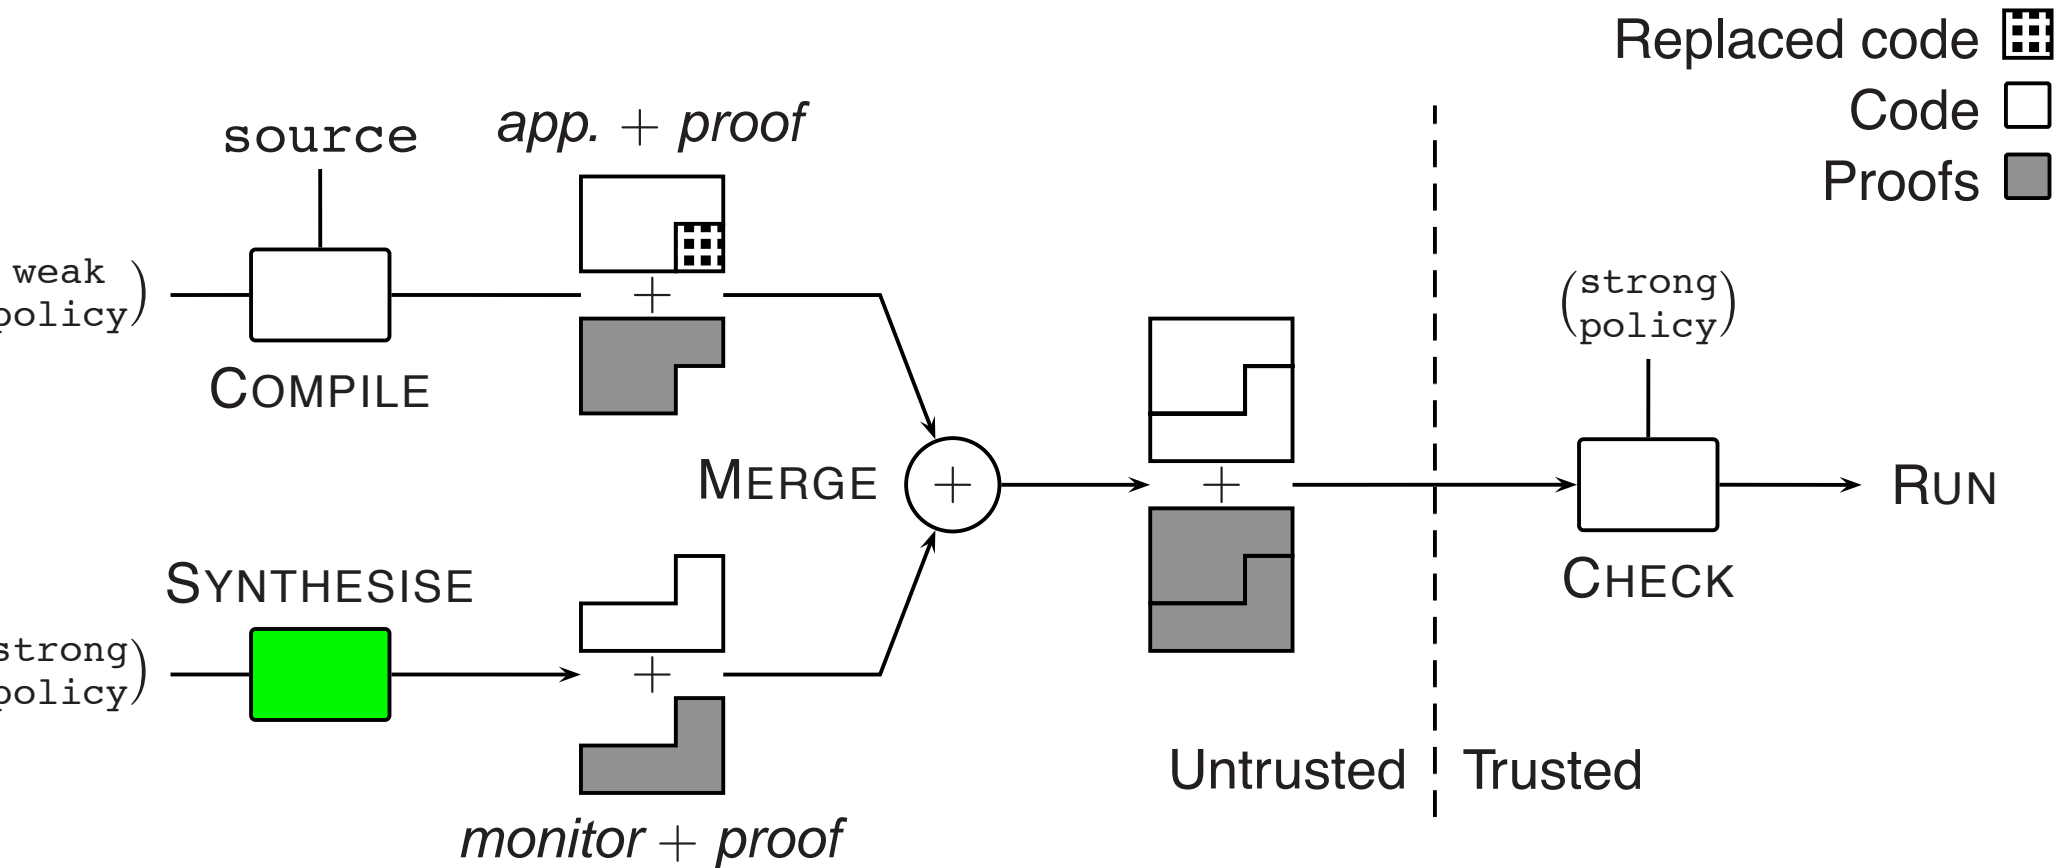 Replaced code
Code
Proofs
source
app. + proof
weak
policy)
COMPILE
+
(strong
policy)
MERGE
+
+
RUN
SYNTHESISE
CHECK
strong)
policy)
+
Untrusted
Trusted
monitor + proof